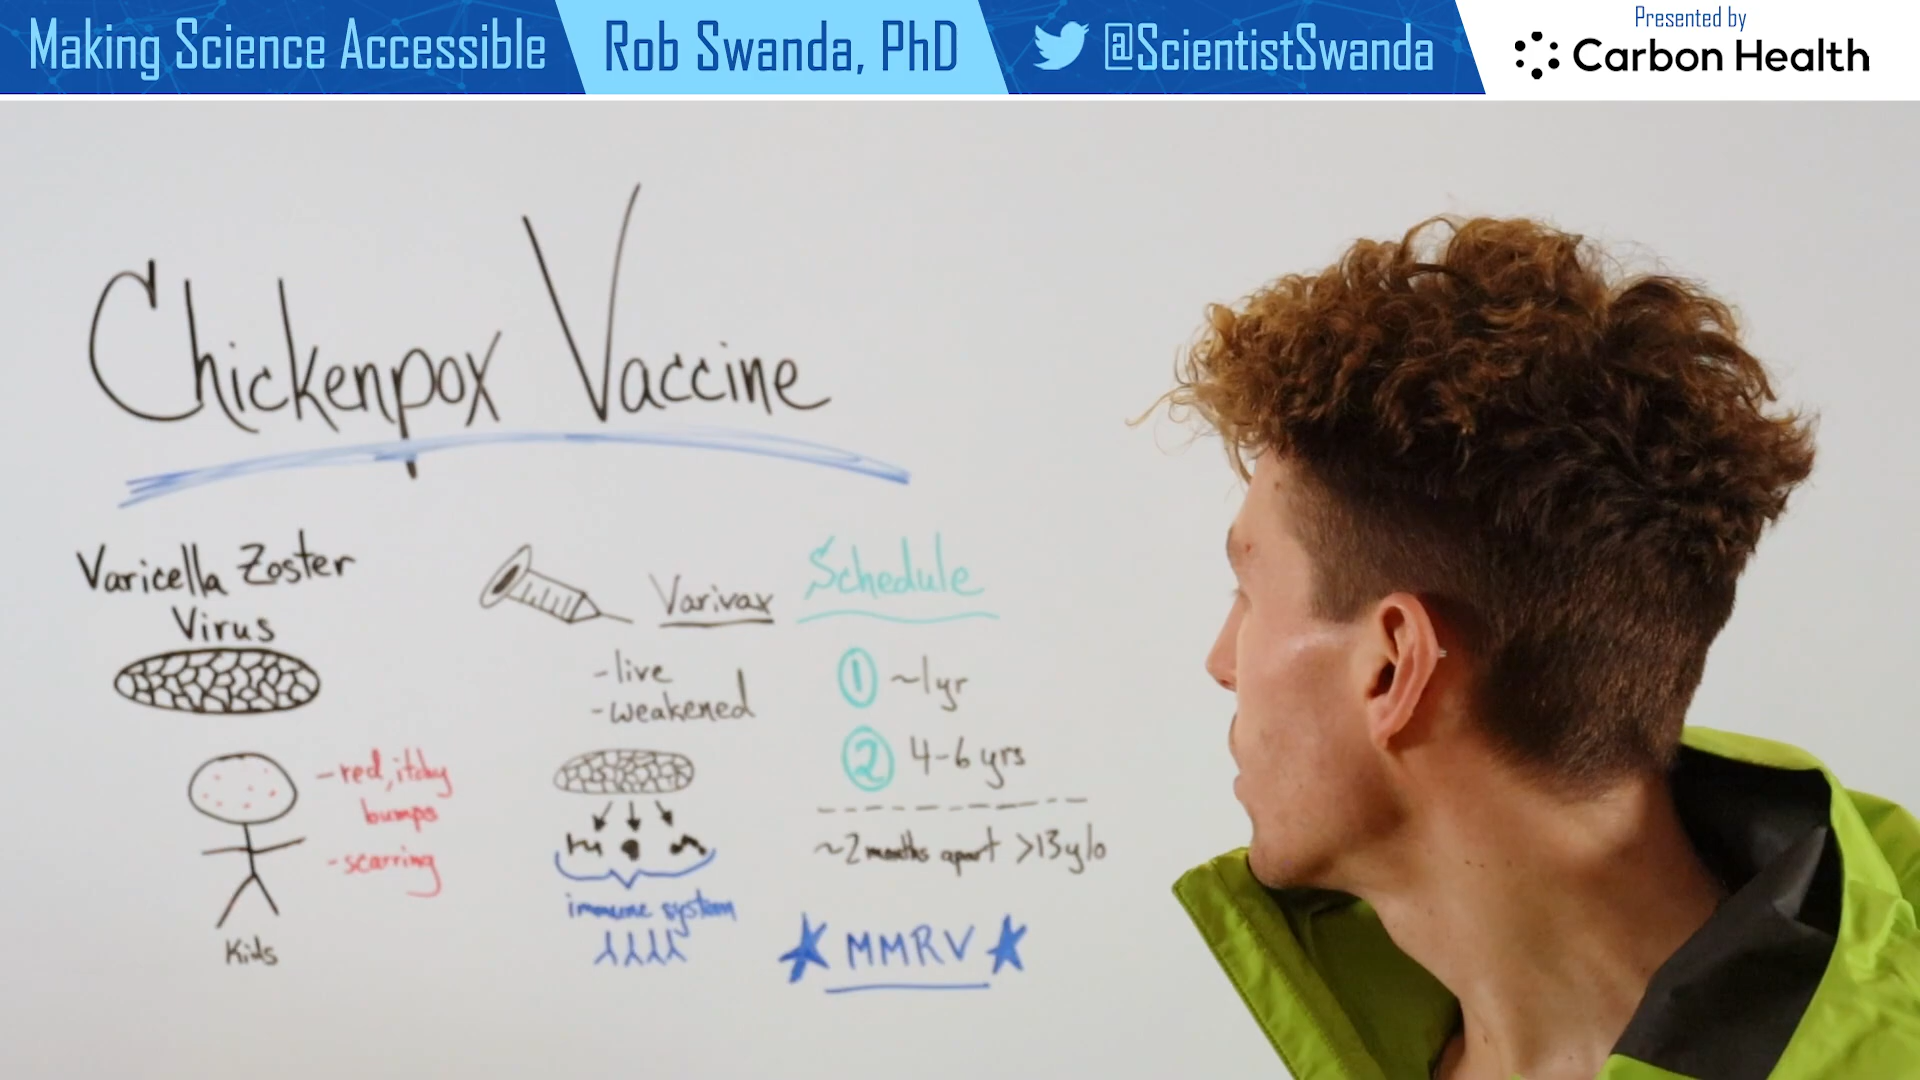 Making Science Accessible
Rob Swanda, PhD
@ScientistSwanda
Presented by
Carbon Health
Chickenpox Vaccine
Varicella Zoster
Virus
-red, itchy
bumps
-scarring
Kids
Varivax
-live
-weakened
immune system
Schedule
1 ~1yr
2 4-6 yrs
~2 months apart >13 y/o
MMRV